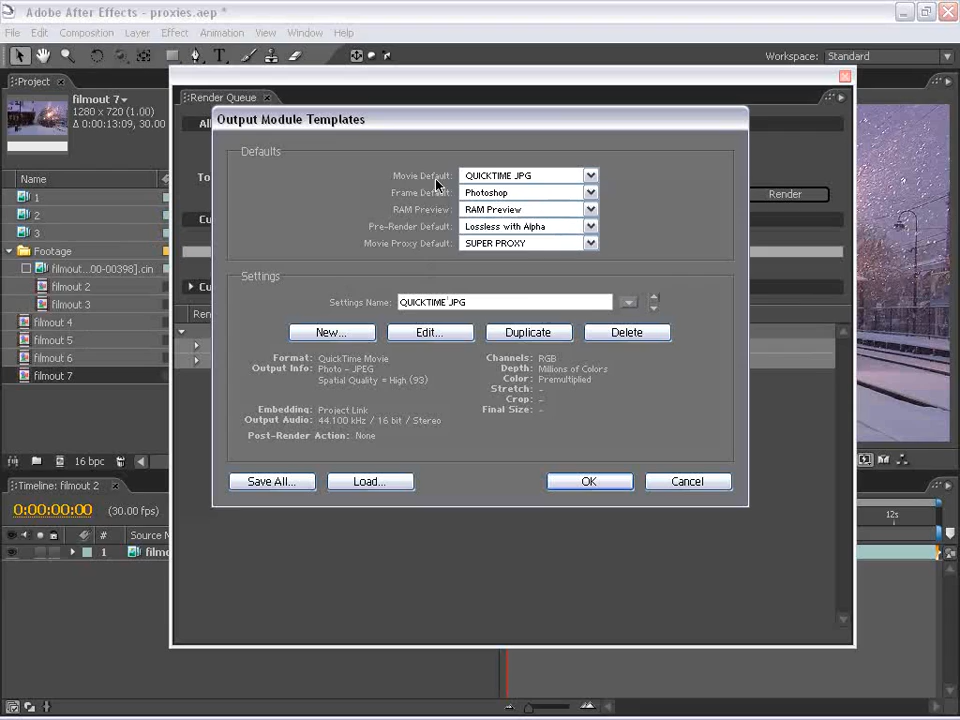 Adobe After Effects - proxies.aep *
File Edit Composition Layer Effect Animation View Window Help
Workspace: Standard
Project
filmout 7
1280 x 720 (1.00)
Δ 0:00:13:09, 30.00
Name
1
2
3
Footage
filmout...00-00398].cin
filmout 2
filmout 3
filmout 4
filmout 5
filmout 6
filmout 7
16 bpc
Render Queue
All
To
Render
Cu
Cu
Ren
Output Module Templates
Defaults
Movie Default: QUICKTIME JPG
Frame Default: Photoshop
RAM Preview: RAM Preview
Pre-Render Default: Lossless with Alpha
Movie Proxy Default: SUPER PROXY
Settings
Settings Name: QUICKTIME JPG
New... Edit... Duplicate Delete
Format: QuickTime Movie
Output Info: Photo - JPEG
Spatial Quality = High (93)
Embedding: Project Link
Output Audio: 44.100 kHz / 16 bit / Stereo
Post-Render Action: None
Channels: RGB
Depth: Millions of Colors
Color: Premultiplied
Stretch: -
Crop: -
Final Size: -
Save All... Load... OK Cancel
Timeline: filmout 2
0:00:00:00 (30.00 fps)
# Source N
1 filmo
12s